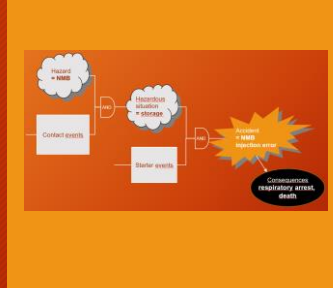 Hazard
= NMB
AND
Hazardous
situation
= storage
Contact events
AND
Accident
= NMB
injection error
Starter events
Consequences
respiratory arrest,
death